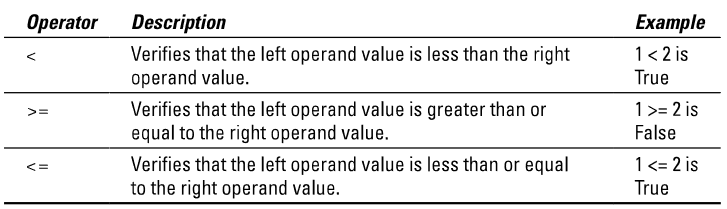 Operator Description Example
< Verifies that the left operand value is less than the right 1 < 2 is
operand value. True
>= Verifies that the left operand value is greater than or 1 >= 2 is
equal to the right operand value. False
<= Verifies that the left operand value is less than or equal 1 <= 2 is
to the right operand value. True